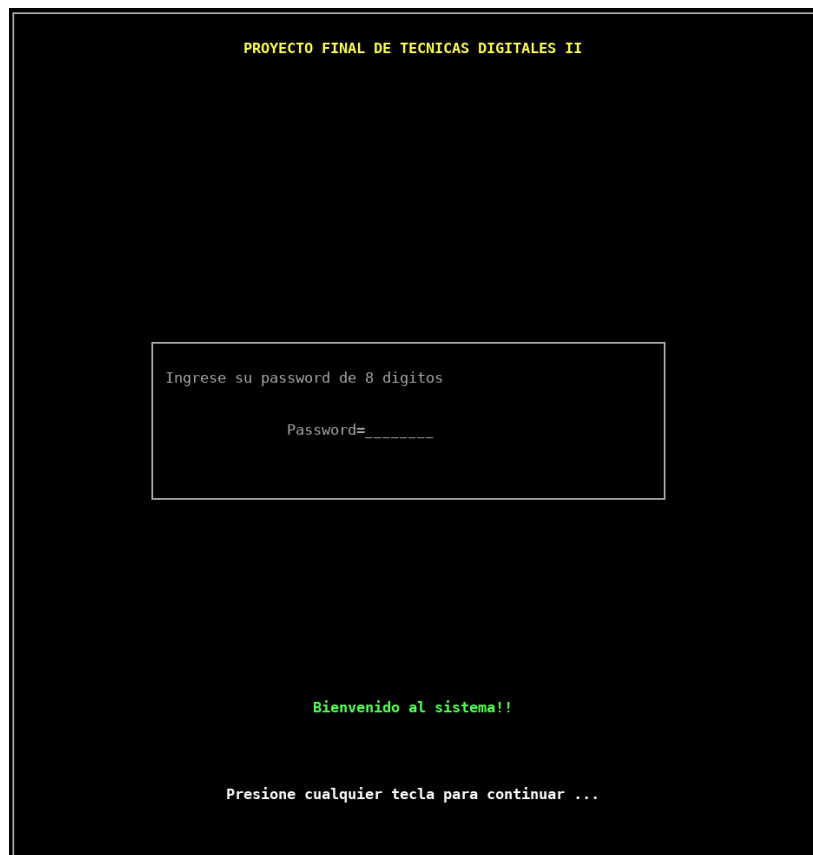 PROYECTO FINAL DE TECNICAS DIGITALES II
Ingrese su password de 8 digitos
Password=________
Bienvenido al sistema!!
Presione cualquier tecla para continuar ...